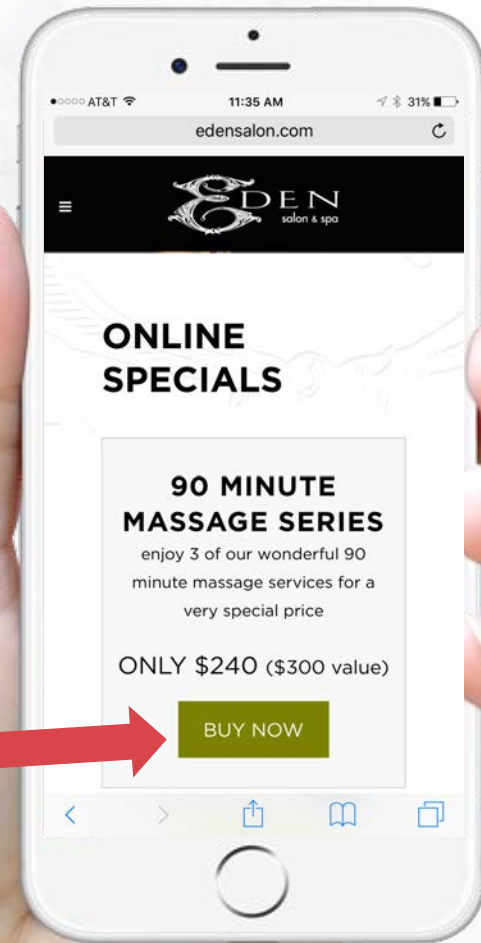 AT&T 11:35 AM 31%
edensalon.com
EDEN
salon & spa
ONLINE
SPECIALS
90 MINUTE
MASSAGE SERIES
enjoy 3 of our wonderful 90
minute massage services for a
very special price
ONLY $240 ($300 value)
BUY NOW